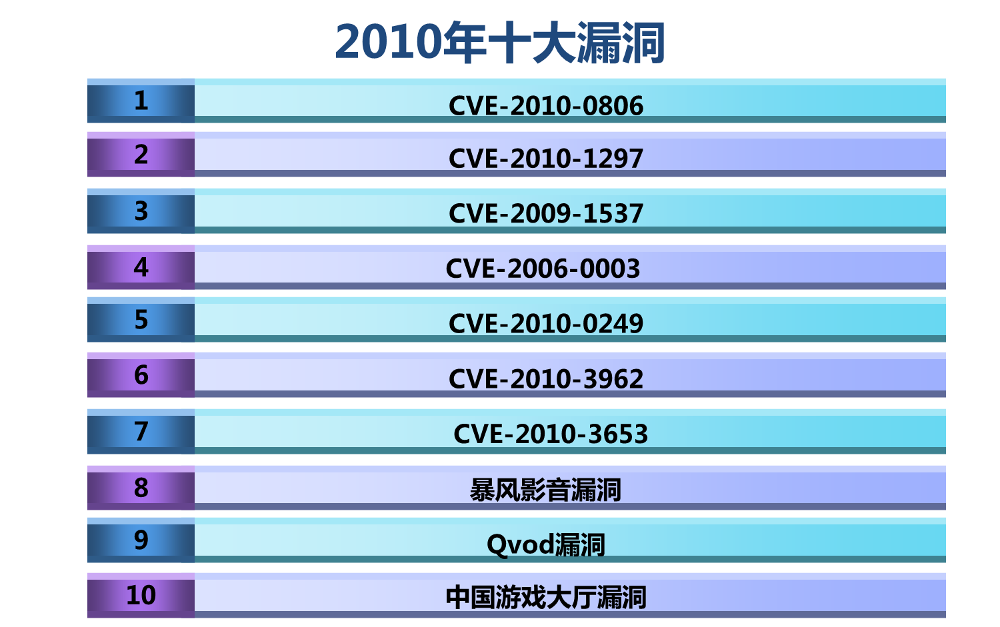 2010年十大漏洞
1 CVE-2010-0806
2 CVE-2010-1297
3 CVE-2009-1537
4 CVE-2006-0003
5 CVE-2010-0249
6 CVE-2010-3962
7 CVE-2010-3653
8 暴风影音漏洞
9 Qvod漏洞
10 中国游戏大厅漏洞